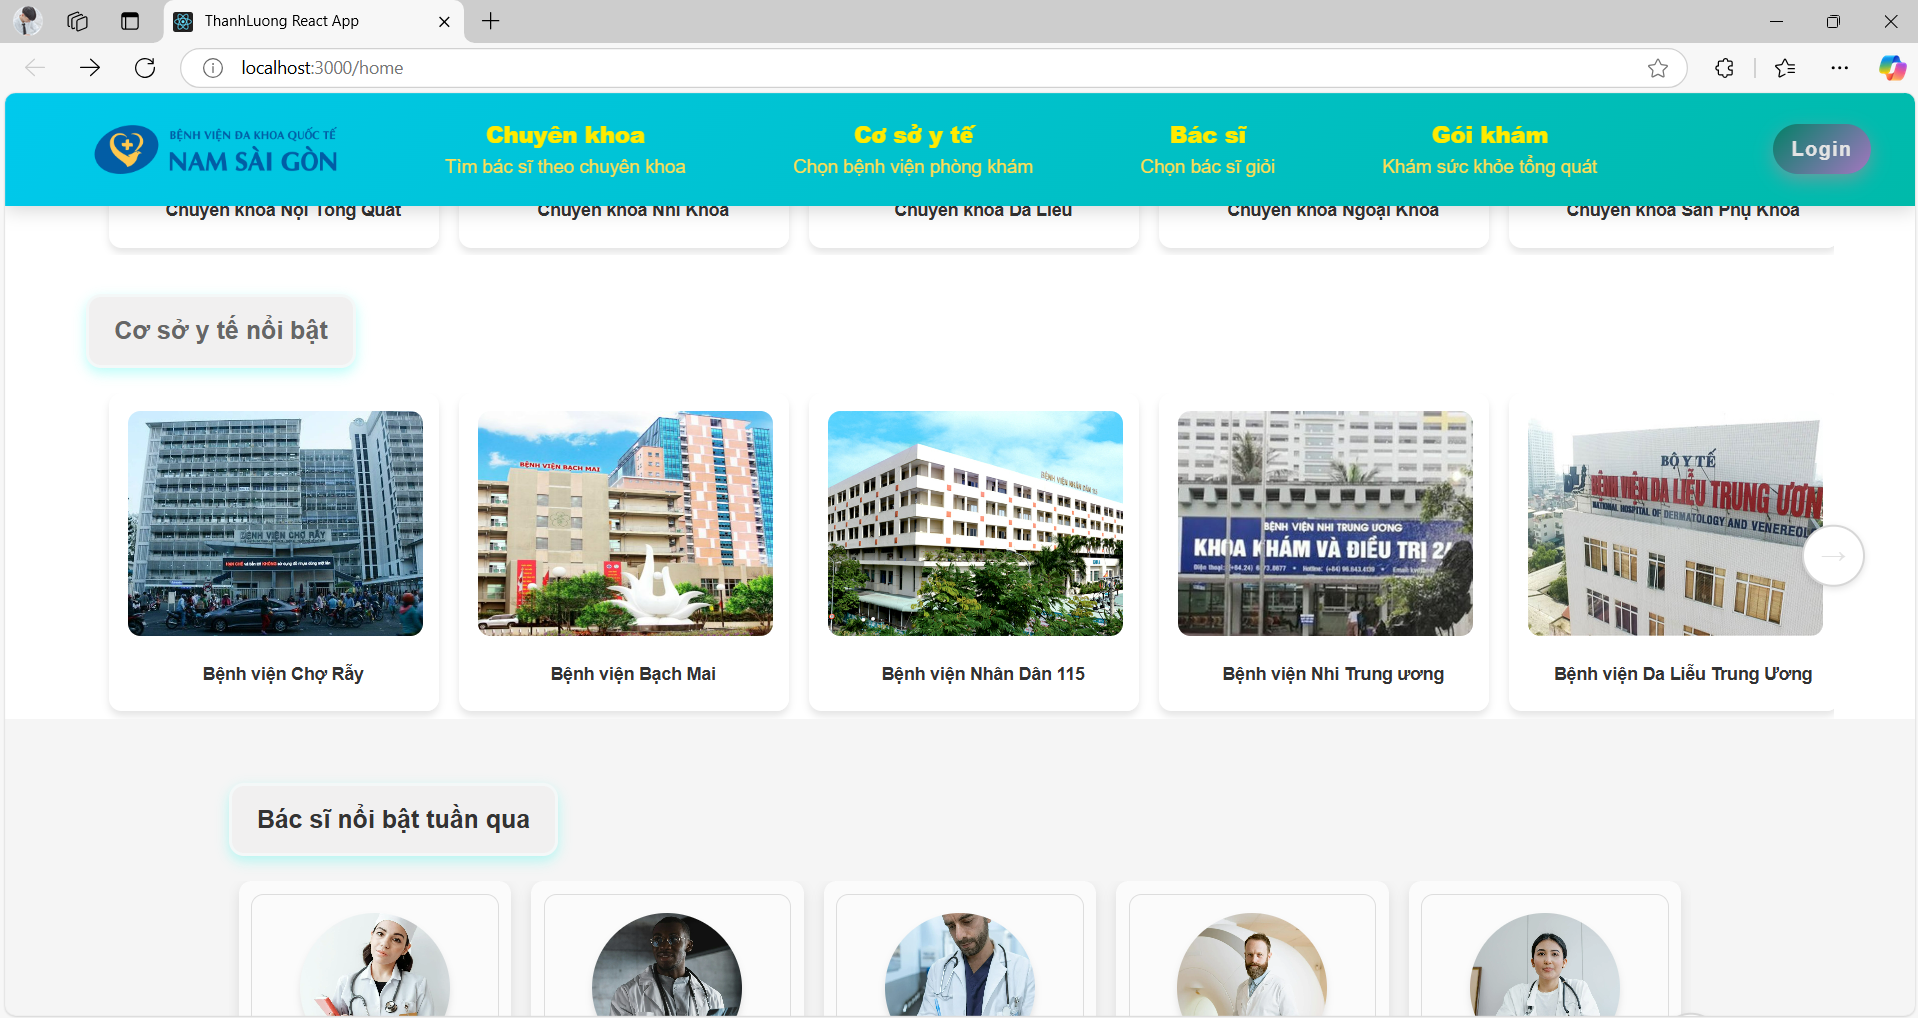 ThanhLuong React App
localhost:3000/home
BỆNH VIỆN ĐA KHOA QUỐC TẾ
NAM SÀI GÒN
Chuyên khoa
Tìm bác sĩ theo chuyên khoa
Cơ sở y tế
Chọn bệnh viện phòng khám
Bác sĩ
Chọn bác sĩ giỏi
Gói khám
Khám sức khỏe tổng quát
Login
Chuyên khoa Nội Tổng Quát
Chuyên khoa Nhi Khoa
Chuyên khoa Da Liễu
Chuyên khoa Ngoại Khoa
Chuyên khoa Sản Phụ Khoa
Cơ sở y tế nổi bật
BỆNH VIỆN CHỢ RẪY
BỆNH VIỆN BẠCH MAI
BỆNH VIỆN NHÂN DÂN 115
BỆNH VIỆN NHI TRUNG ƯƠNG
KHOA KHÁM VÀ ĐIỀU TRỊ 24
BỘ Y TẾ
BỆNH VIỆN DA LIỄU TRUNG ƯƠN
NATIONAL HOSPITAL OF DERMATOLOGY AND VENEREOL
→
Bệnh viện Chợ Rẫy
Bệnh viện Bạch Mai
Bệnh viện Nhân Dân 115
Bệnh viện Nhi Trung ương
Bệnh viện Da Liễu Trung Ương
Bác sĩ nổi bật tuần qua